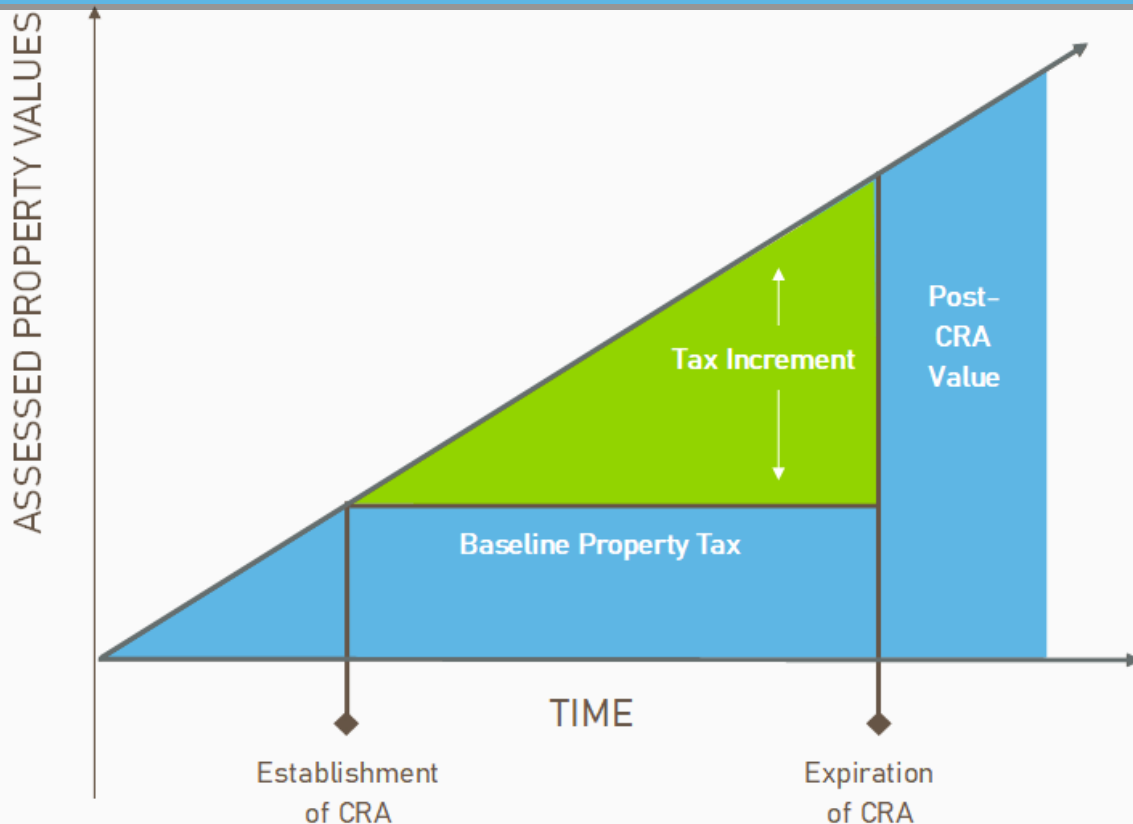 ASSESSED PROPERTY VALUES
Post-
CRA
Value
Tax Increment
Baseline Property Tax
TIME
Establishment
of CRA
Expiration
of CRA